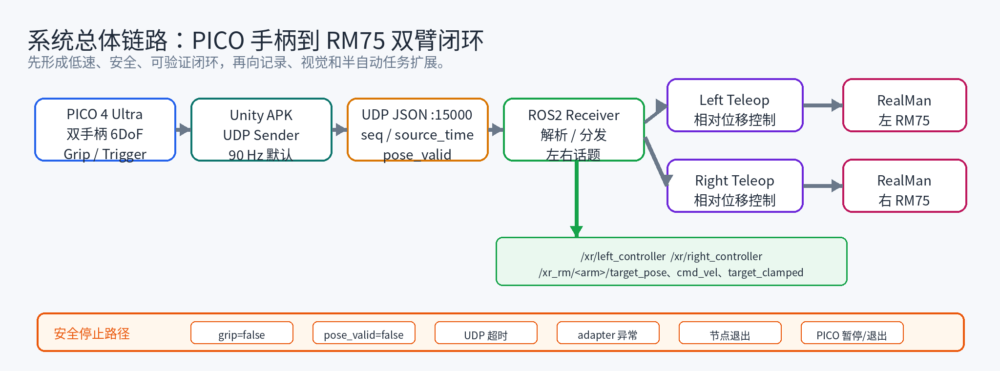 系统总体链路：PICO 手柄到 RM75 双臂闭环
先形成低速、安全、可验证闭环，再向记录、视觉和半自动任务扩展。
PICO 4 Ultra
双手柄 6DoF
Grip / Trigger
Unity APK
UDP Sender
90 Hz 默认
UDP JSON :15000
seq / source_time
pose_valid
ROS2 Receiver
解析 / 分发
左右话题
Left Teleop
相对位移控制
RealMan
左 RM75
Right Teleop
相对位移控制
RealMan
右 RM75
/xr/left_controller /xr/right_controller
/xr_rm/<arm>/target_pose、cmd_vel、target_clamped
安全停止路径
grip=false
pose_valid=false
UDP 超时
adapter 异常
节点退出
PICO 暂停/退出